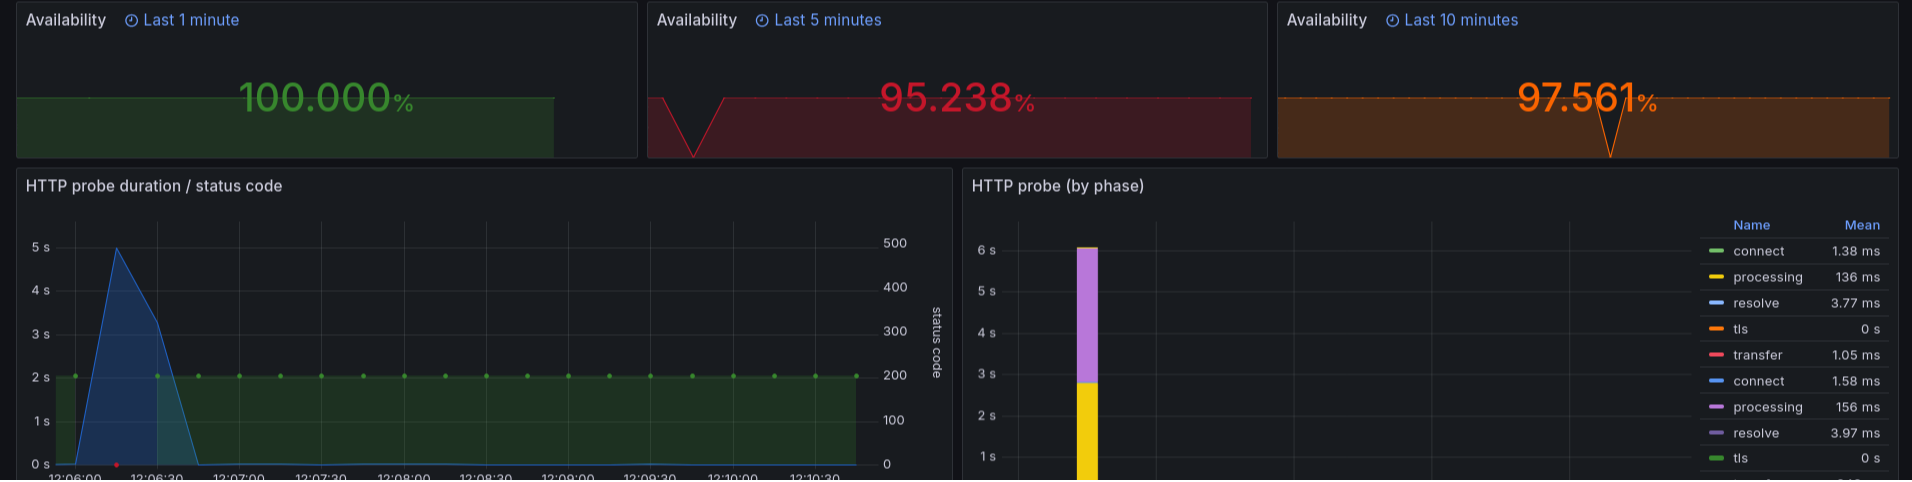 Availability Last 1 minute
100.000%
Availability Last 5 minutes
95.238%
Availability Last 10 minutes
97.561%
HTTP probe duration / status code
5 s
4 s
3 s
2 s
1 s
0 s
500
400
300
200
100
0
status code
12:06:00 12:06:30 12:07:00 12:07:30 12:08:00 12:08:30 12:09:00 12:09:30 12:10:00 12:10:30
HTTP probe (by phase)
6 s
5 s
4 s
3 s
2 s
1 s
Name Mean
connect 1.38 ms
processing 136 ms
resolve 3.77 ms
tls 0 s
transfer 1.05 ms
connect 1.58 ms
processing 156 ms
resolve 3.97 ms
tls 0 s